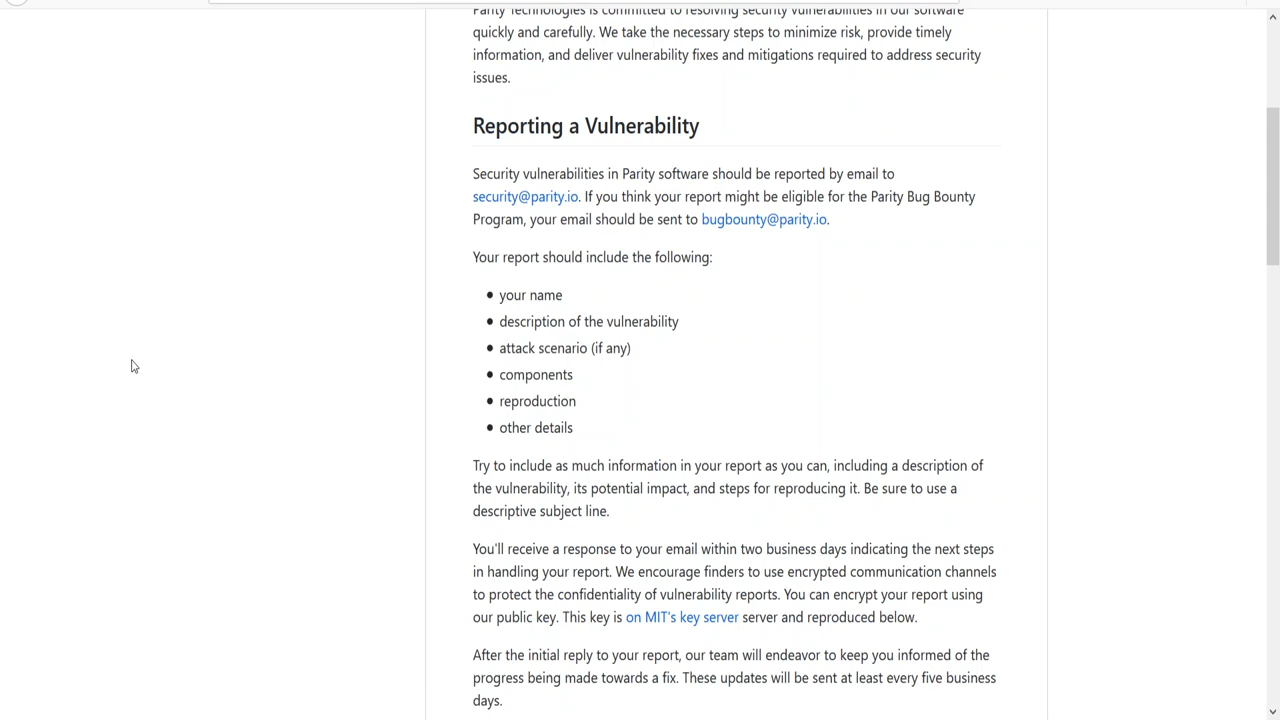 Parity Technologies is committed to resolving security vulnerabilities in our software
quickly and carefully. We take the necessary steps to minimize risk, provide timely
information, and deliver vulnerability fixes and mitigations required to address security
issues.
Reporting a Vulnerability
Security vulnerabilities in Parity software should be reported by email to
security@parity.io. If you think your report might be eligible for the Parity Bug Bounty
Program, your email should be sent to bugbounty@parity.io.
Your report should include the following:
• your name
• description of the vulnerability
• attack scenario (if any)
• components
• reproduction
• other details
Try to include as much information in your report as you can, including a description of
the vulnerability, its potential impact, and steps for reproducing it. Be sure to use a
descriptive subject line.
You'll receive a response to your email within two business days indicating the next steps
in handling your report. We encourage finders to use encrypted communication channels
to protect the confidentiality of vulnerability reports. You can encrypt your report using
our public key. This key is on MIT's key server server and reproduced below.
After the initial reply to your report, our team will endeavor to keep you informed of the
progress being made towards a fix. These updates will be sent at least every five business
days.